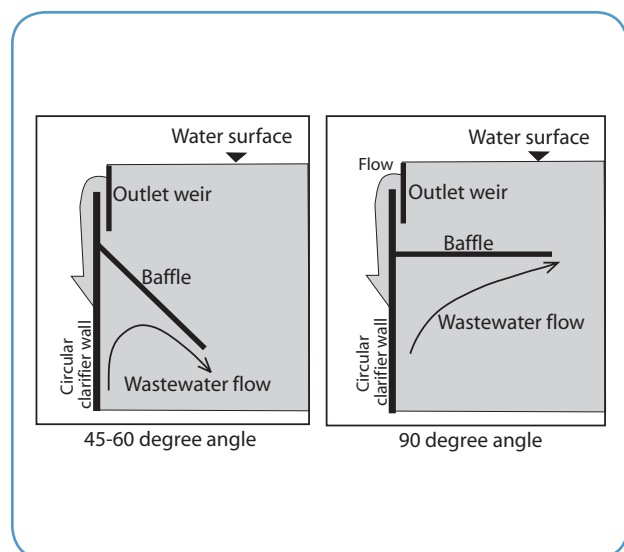 Water surface
Outlet weir
Baffle
Circular
clarifier wall
Wastewater flow
45-60 degree angle
Water surface
Flow
Outlet weir
Baffle
Wastewater flow
Circular
clarifier wall
90 degree angle